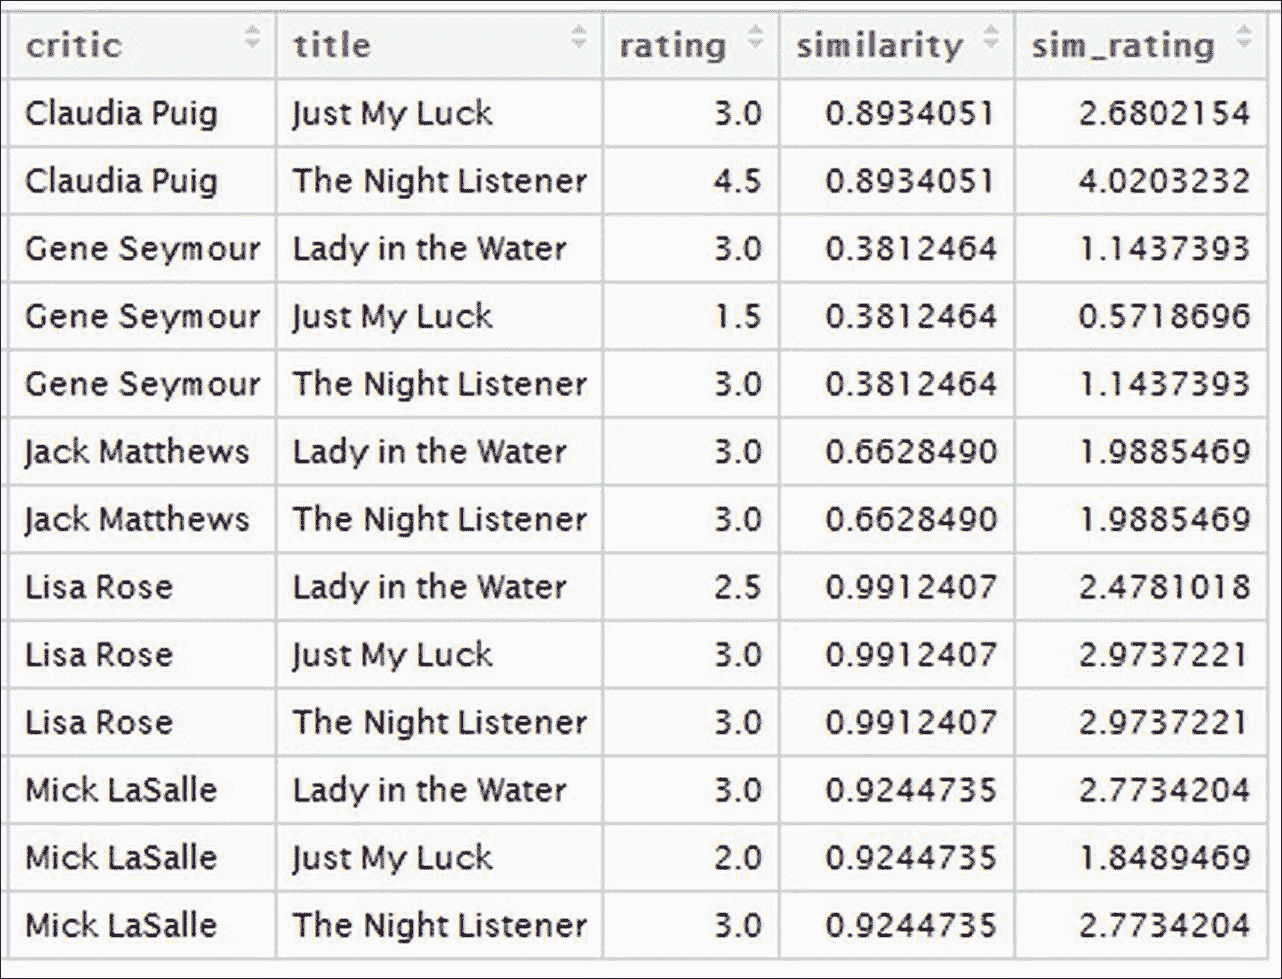 critic title rating similarity sim_rating
Claudia Puig Just My Luck 3.0 0.8934051 2.6802154
Claudia Puig The Night Listener 4.5 0.8934051 4.0203232
Gene Seymour Lady in the Water 3.0 0.3812464 1.1437393
Gene Seymour Just My Luck 1.5 0.3812464 0.5718696
Gene Seymour The Night Listener 3.0 0.3812464 1.1437393
Jack Matthews Lady in the Water 3.0 0.6628490 1.9885469
Jack Matthews The Night Listener 3.0 0.6628490 1.9885469
Lisa Rose Lady in the Water 2.5 0.9912407 2.4781018
Lisa Rose Just My Luck 3.0 0.9912407 2.9737221
Lisa Rose The Night Listener 3.0 0.9912407 2.9737221
Mick LaSalle Lady in the Water 3.0 0.9244735 2.7734204
Mick LaSalle Just My Luck 2.0 0.9244735 1.8489469
Mick LaSalle The Night Listener 3.0 0.9244735 2.7734204